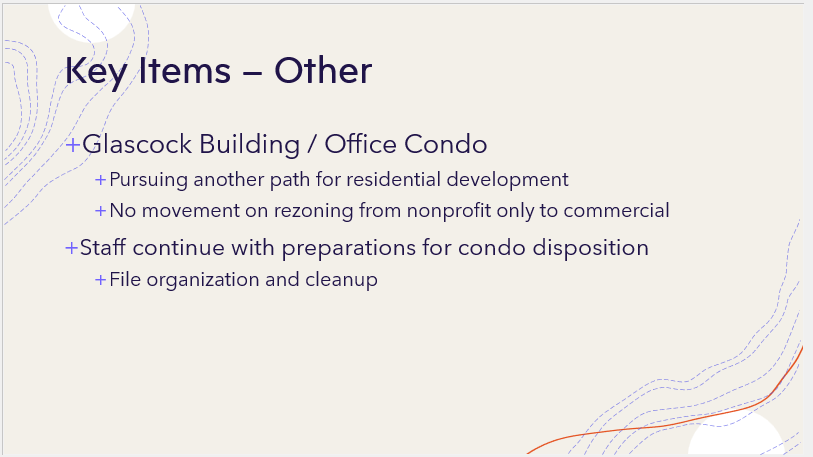 Key Items – Other
+Glascock Building / Office Condo
+Pursuing another path for residential development
+No movement on rezoning from nonprofit only to commercial
+Staff continue with preparations for condo disposition
+File organization and cleanup